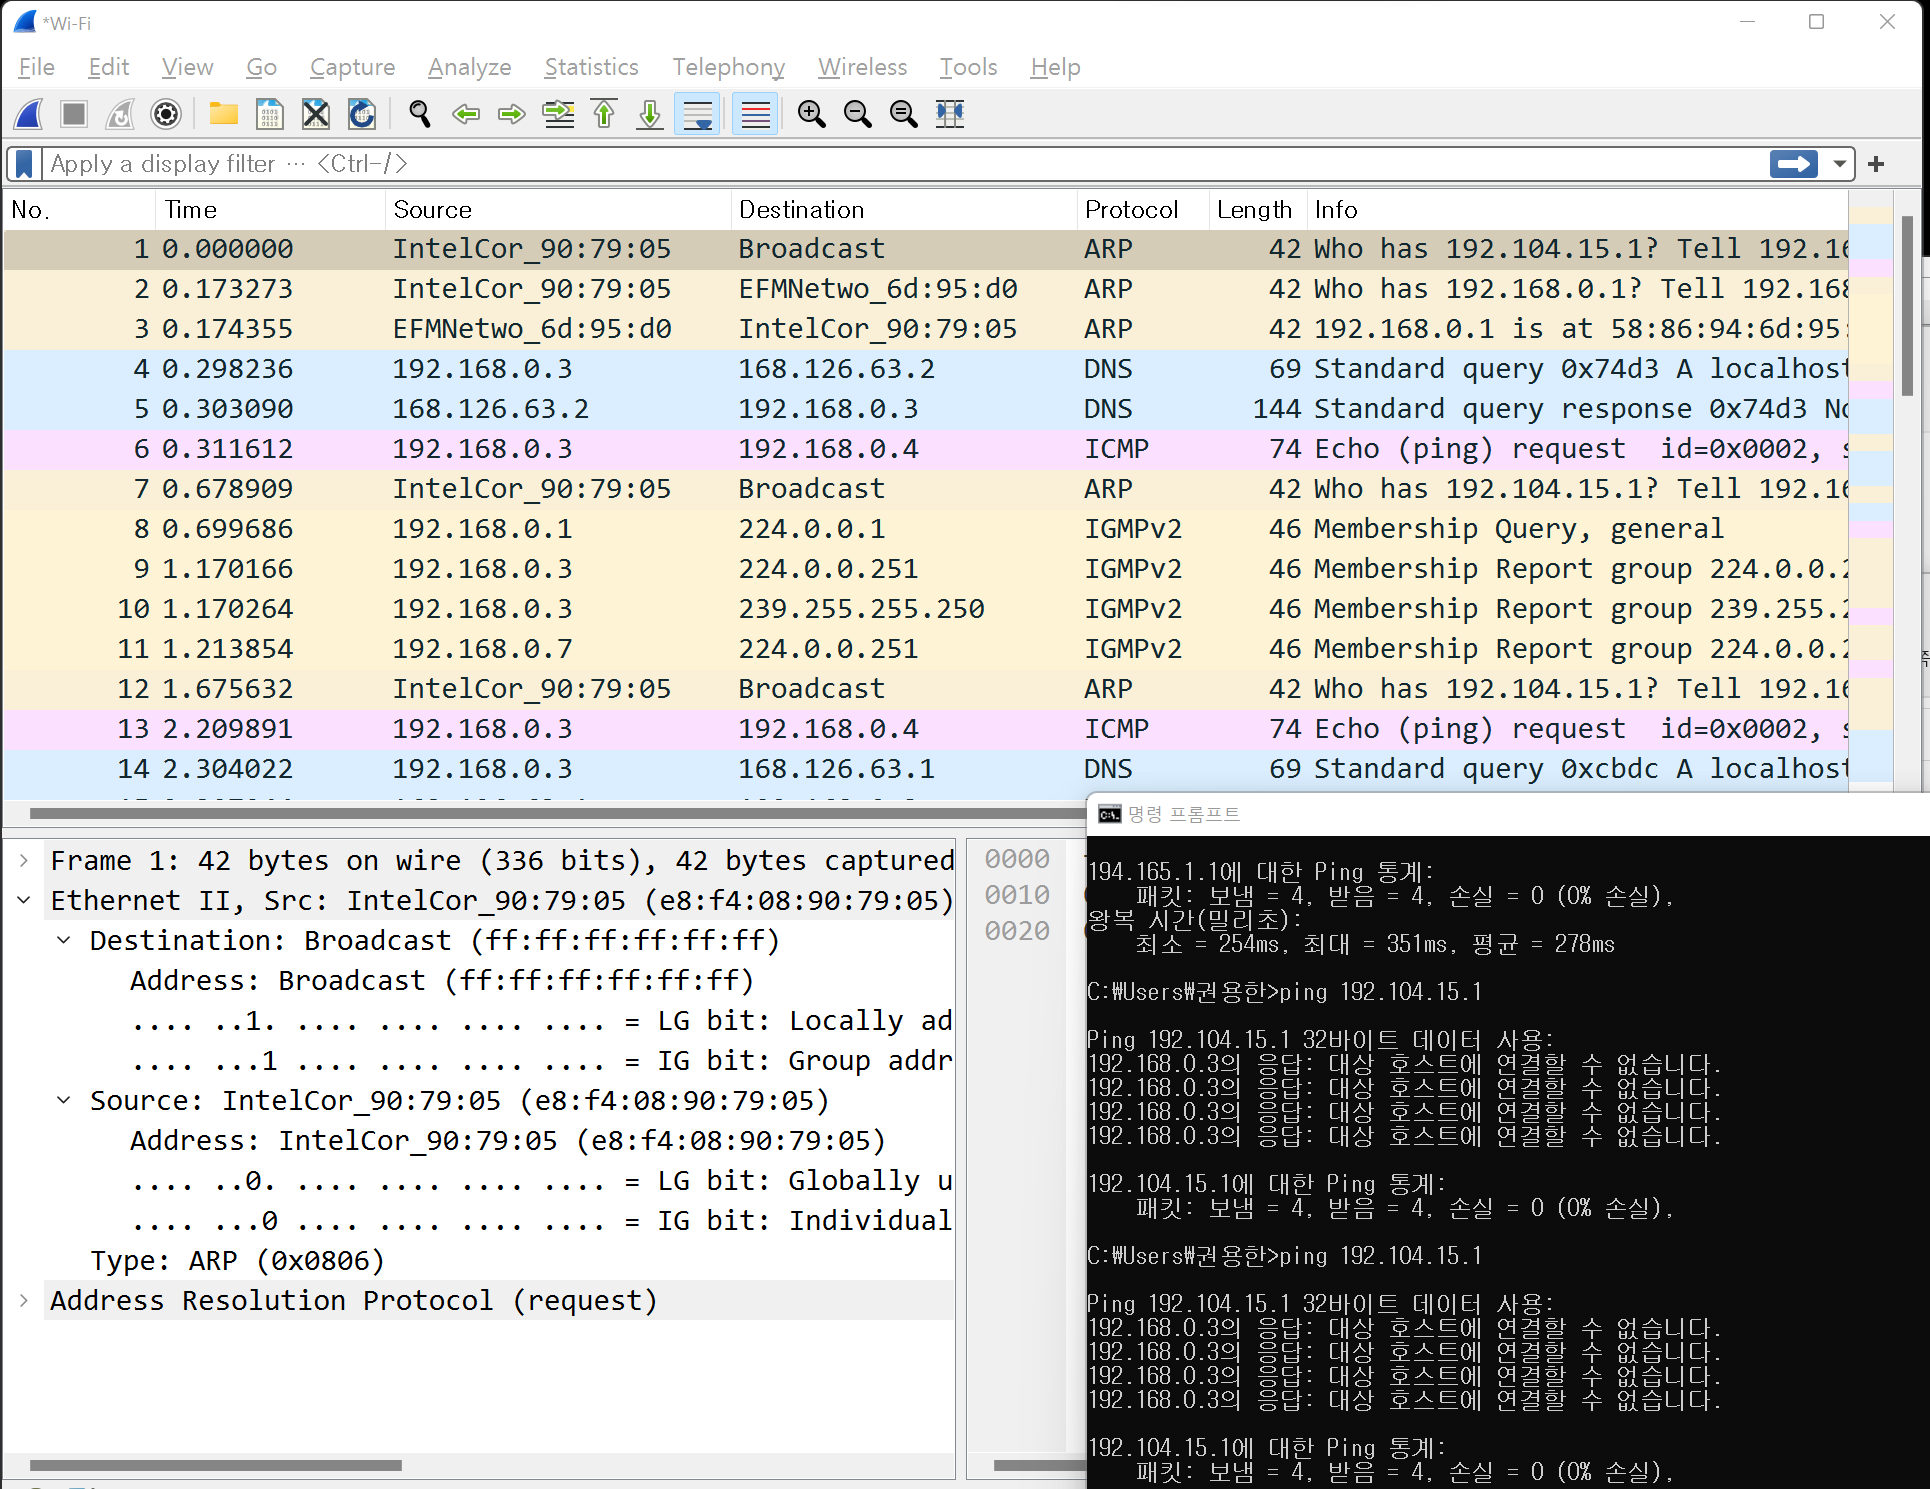 *Wi-Fi
File Edit View Go Capture Analyze Statistics Telephony Wireless Tools Help
Apply a display filter ... <Ctrl-/>
No. Time Source Destination Protocol Length Info
1 0.000000 IntelCor_90:79:05 Broadcast ARP 42 Who has 192.104.15.1? Tell 192.16
2 0.173273 IntelCor_90:79:05 EFMNetwo_6d:95:d0 ARP 42 Who has 192.168.0.1? Tell 192.168
3 0.174355 EFMNetwo_6d:95:d0 IntelCor_90:79:05 ARP 42 192.168.0.1 is at 58:86:94:6d:95:
4 0.298236 192.168.0.3 168.126.63.2 DNS 69 Standard query 0x74d3 A localhost
5 0.303090 168.126.63.2 192.168.0.3 DNS 144 Standard query response 0x74d3 No
6 0.311612 192.168.0.3 192.168.0.4 ICMP 74 Echo (ping) request id=0x0002, s
7 0.678909 IntelCor_90:79:05 Broadcast ARP 42 Who has 192.104.15.1? Tell 192.16
8 0.699686 192.168.0.1 224.0.0.1 IGMPv2 46 Membership Query, general
9 1.170166 192.168.0.3 224.0.0.251 IGMPv2 46 Membership Report group 224.0.0.2
10 1.170264 192.168.0.3 239.255.255.250 IGMPv2 46 Membership Report group 239.255.2
11 1.213854 192.168.0.7 224.0.0.251 IGMPv2 46 Membership Report group 224.0.0.2
12 1.675632 IntelCor_90:79:05 Broadcast ARP 42 Who has 192.104.15.1? Tell 192.16
13 2.209891 192.168.0.3 192.168.0.4 ICMP 74 Echo (ping) request id=0x0002, s
14 2.304022 192.168.0.3 168.126.63.1 DNS 69 Standard query 0xcbdc A localhost
Frame 1: 42 bytes on wire (336 bits), 42 bytes captured
Ethernet II, Src: IntelCor_90:79:05 (e8:f4:08:90:79:05)
Destination: Broadcast (ff:ff:ff:ff:ff:ff)
Address: Broadcast (ff:ff:ff:ff:ff:ff)
.... ..1. .... .... .... .... = LG bit: Locally ad
.... ...1 .... .... .... .... = IG bit: Group addr
Source: IntelCor_90:79:05 (e8:f4:08:90:79:05)
Address: IntelCor_90:79:05 (e8:f4:08:90:79:05)
.... ..0. .... .... .... .... = LG bit: Globally u
.... ...0 .... .... .... .... = IG bit: Individual
Type: ARP (0x0806)
Address Resolution Protocol (request)
0000
0010
0020
명령 프롬프트
194.165.1.1에 대한 Ping 통계:
패킷: 보냄 = 4, 받음 = 4, 손실 = 0 (0% 손실),
왕복 시간(밀리초):
최소 = 254ms, 최대 = 351ms, 평균 = 278ms
C:₩Users₩권용한>ping 192.104.15.1
Ping 192.104.15.1 32바이트 데이터 사용:
192.168.0.3의 응답: 대상 호스트에 연결할 수 없습니다.
192.168.0.3의 응답: 대상 호스트에 연결할 수 없습니다.
192.168.0.3의 응답: 대상 호스트에 연결할 수 없습니다.
192.168.0.3의 응답: 대상 호스트에 연결할 수 없습니다.
192.104.15.1에 대한 Ping 통계:
패킷: 보냄 = 4, 받음 = 4, 손실 = 0 (0% 손실),
C:₩Users₩권용한>ping 192.104.15.1
Ping 192.104.15.1 32바이트 데이터 사용:
192.168.0.3의 응답: 대상 호스트에 연결할 수 없습니다.
192.168.0.3의 응답: 대상 호스트에 연결할 수 없습니다.
192.168.0.3의 응답: 대상 호스트에 연결할 수 없습니다.
192.168.0.3의 응답: 대상 호스트에 연결할 수 없습니다.
192.104.15.1에 대한 Ping 통계:
패킷: 보냄 = 4, 받음 = 4, 손실 = 0 (0% 손실),